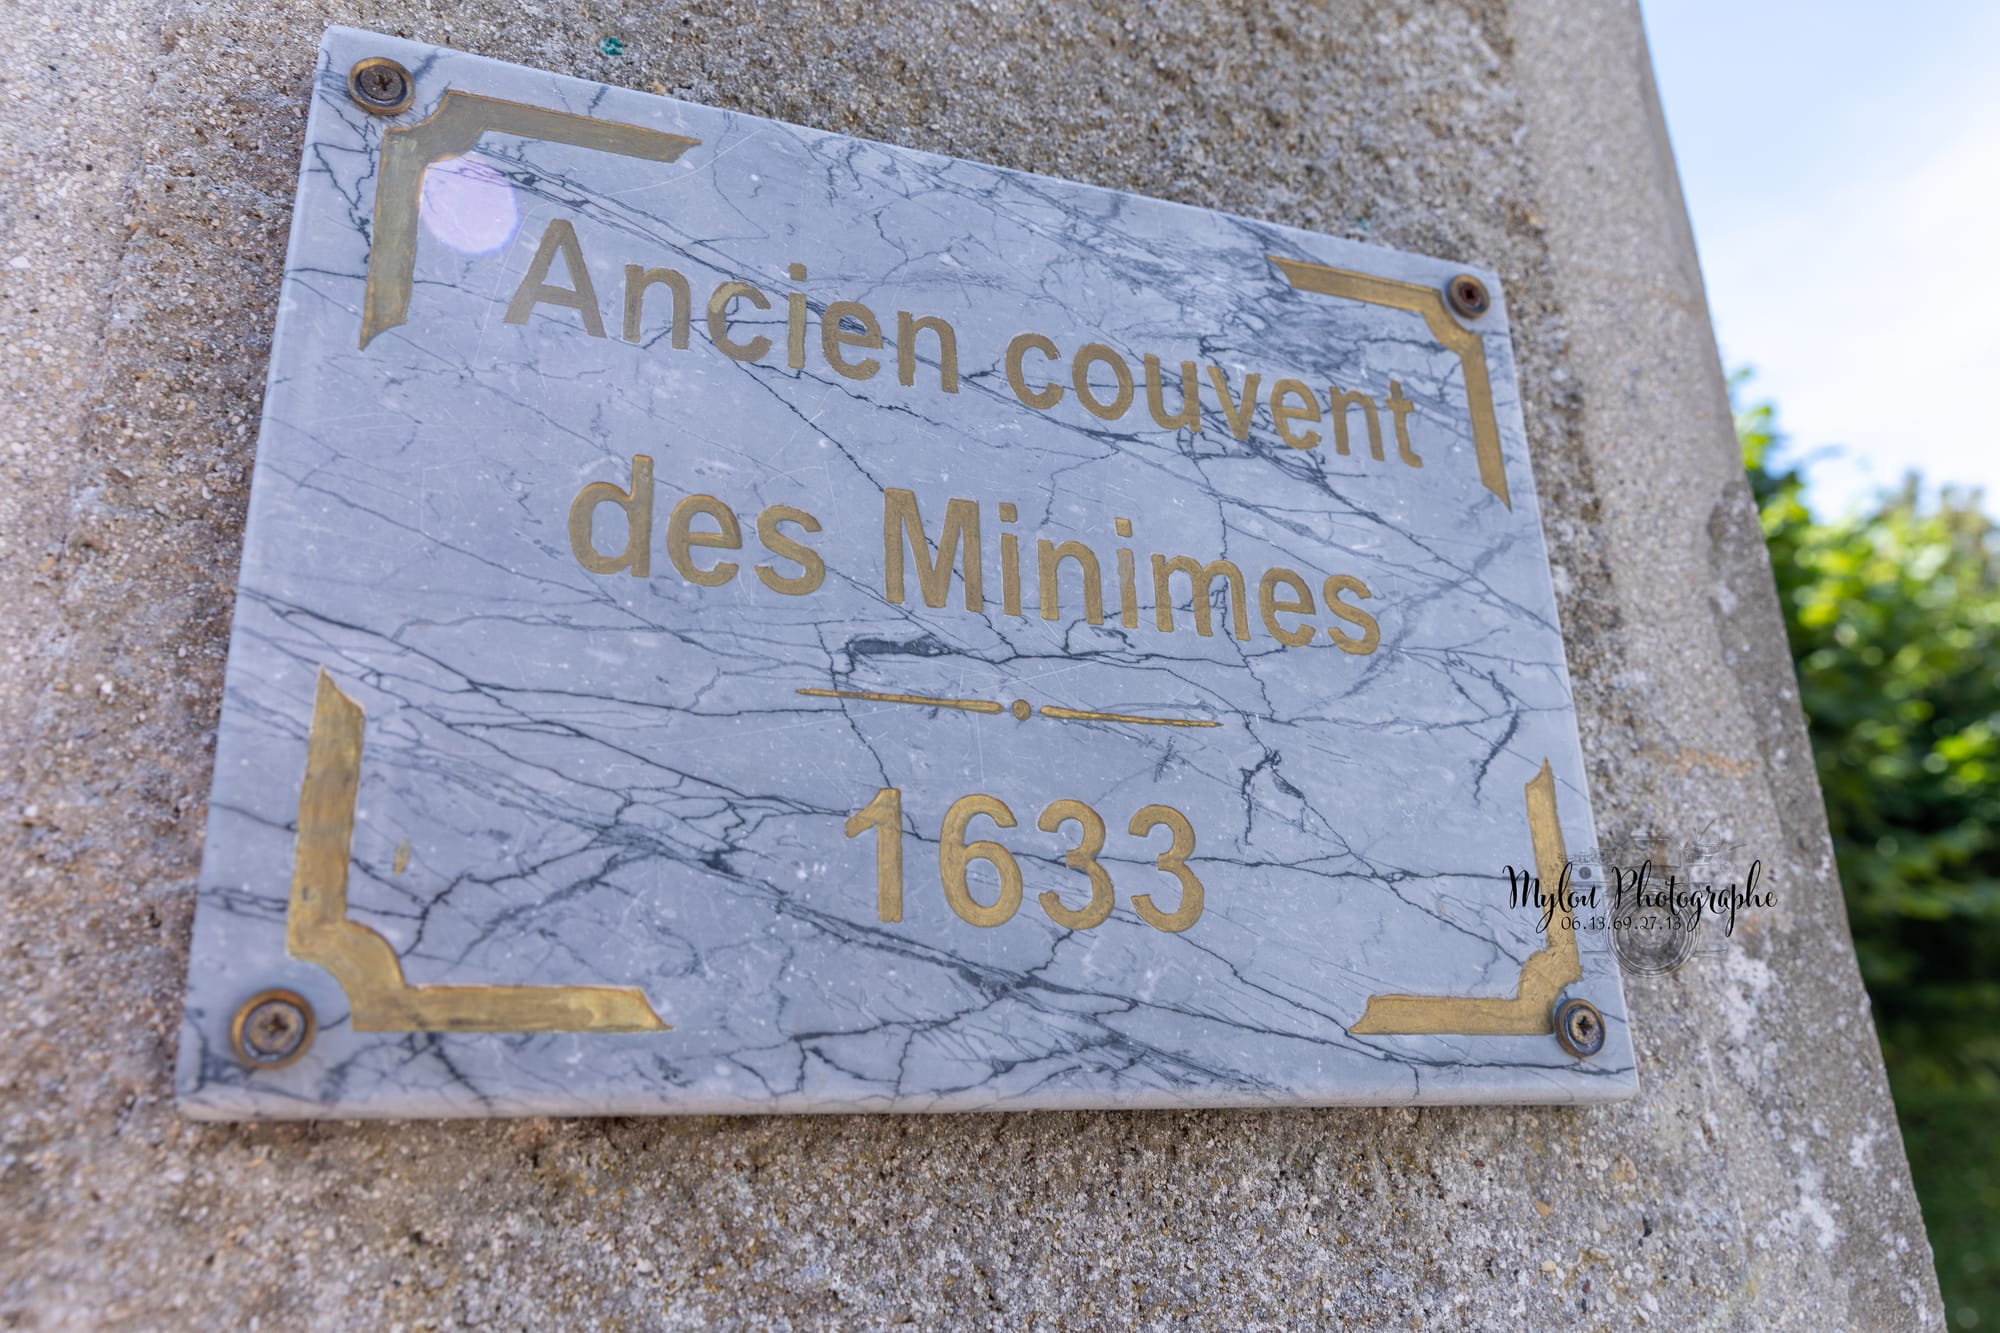 Ancien couvent
des Minimes
1633
Mylou Photographe
06.13.69.27.13